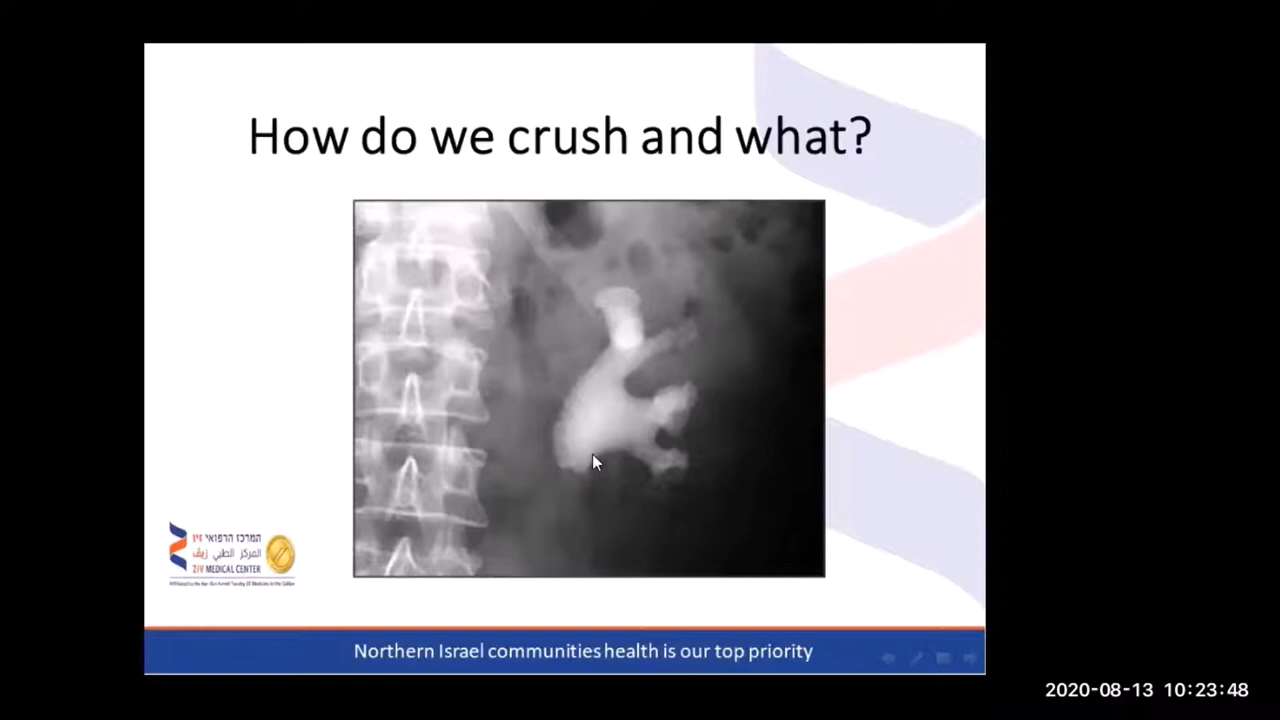 How do we crush and what?
המרכז הרפואי זיו
المركز الطبي زيڤ
ZIV MEDICAL CENTER
Northern Israel communities health is our top priority
2020-08-13 10:23:48